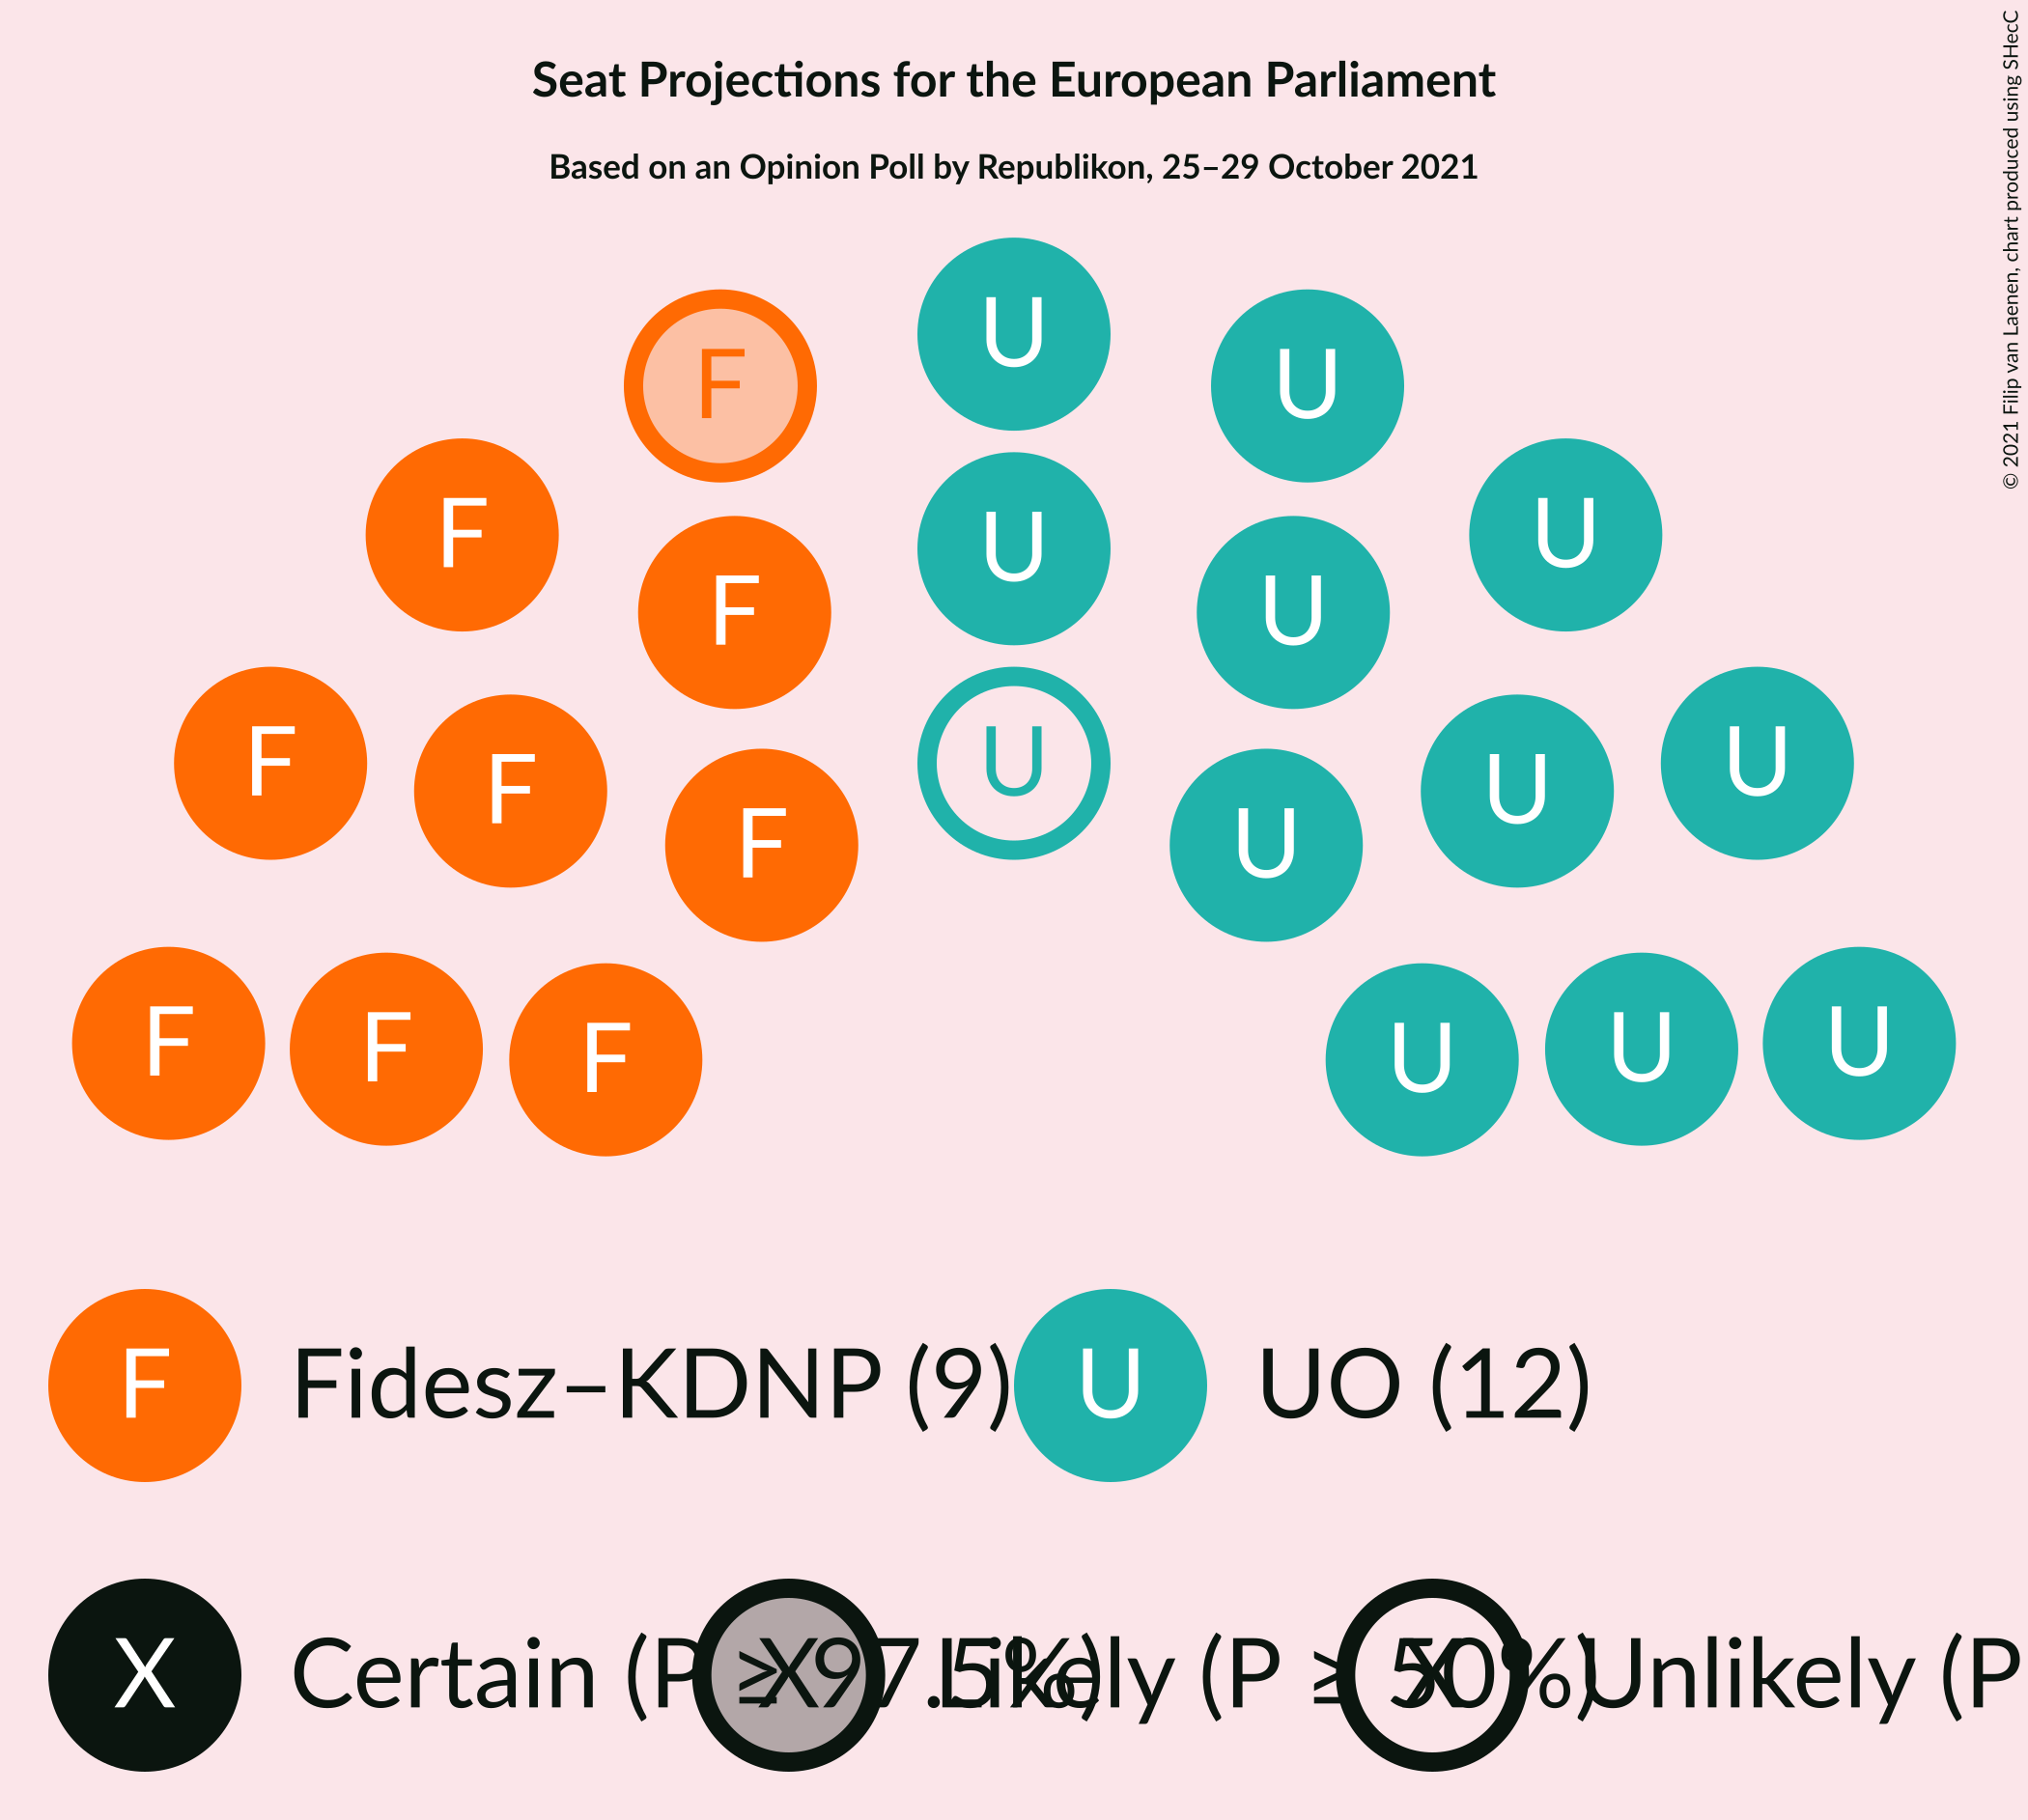 Seat Projections for the European Parliament
Based on an Opinion Poll by Republikon, 25–29 October 2021
© 2021 Filip van Laenen, chart produced using SHecC
U
F U
U
F U
F U
U
F U
F U
F U
F U
F F F U U U
F Fidesz–KDNP (9) U UO (12)
X Certain (P ≥ 97.5%) X Likely (P ≥ 50%) X Unlikely (P